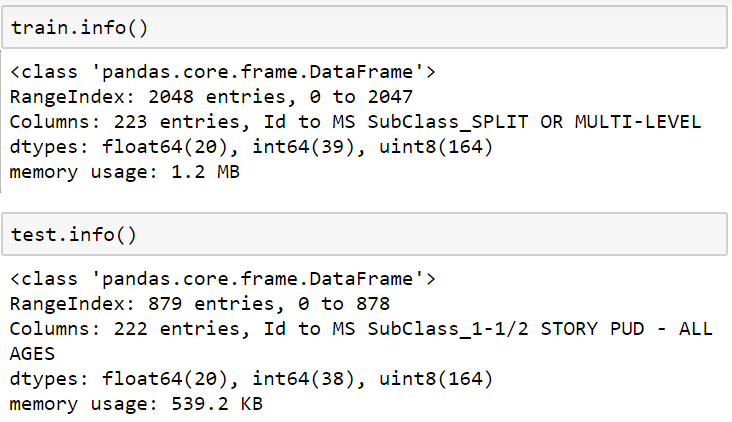 train.info()
<class 'pandas.core.frame.DataFrame'>
RangeIndex: 2048 entries, 0 to 2047
Columns: 223 entries, Id to MS SubClass_SPLIT OR MULTI-LEVEL
dtypes: float64(20), int64(39), uint8(164)
memory usage: 1.2 MB
test.info()
<class 'pandas.core.frame.DataFrame'>
RangeIndex: 879 entries, 0 to 878
Columns: 222 entries, Id to MS SubClass_1-1/2 STORY PUD - ALL
AGES
dtypes: float64(20), int64(38), uint8(164)
memory usage: 539.2 KB